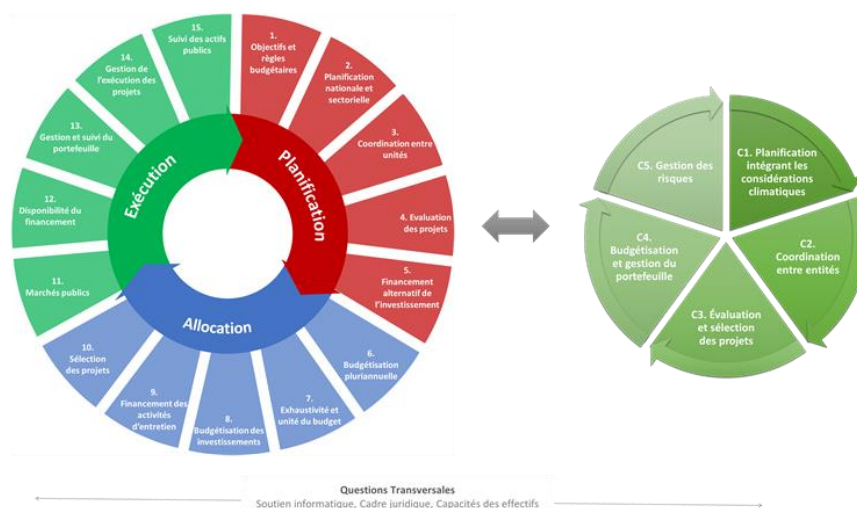 1.
Objectifs et
règles
budgétaires
2.
Planification
nationale et
sectorielle
3.
Coordination entre
unités
4. Evaluation
des projets
5.
Financement
alternatif de
l'investissement
6.
Budgétisation
pluriannuelle
7.
Exhaustivité et
unité du budget
8.
Budgétisation des
investissements
9.
Financement des
activités
d'entretien
10.
Sélection
des projets
11.
Marchés publics
12.
Disponibilité du
financement
13.
Gestion et suivi du
portefeuille
14.
Gestion de
l'exécution des
projets
15.
Suivi des actifs
publics
Planification
Allocation
Exécution
C1. Planification
intégrant les
considérations
climatiques
C2.
Coordination
entre entités
C3. Évaluation
et sélection
des projets
C4.
Budgétisation
et gestion du
portefeuille
C5. Gestion des
risques
Questions Transversales
Soutien informatique, Cadre juridique, Capacités des effectifs